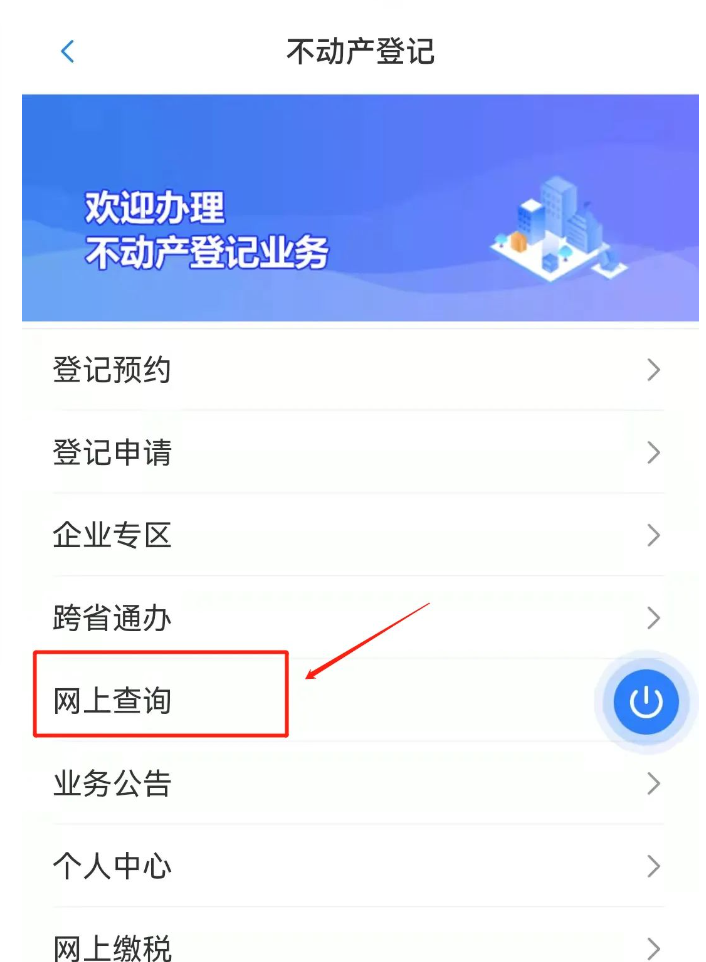 不动产登记
欢迎办理
不动产登记业务
登记预约
登记申请
企业专区
跨省通办
网上查询
业务公告
个人中心
网上缴税